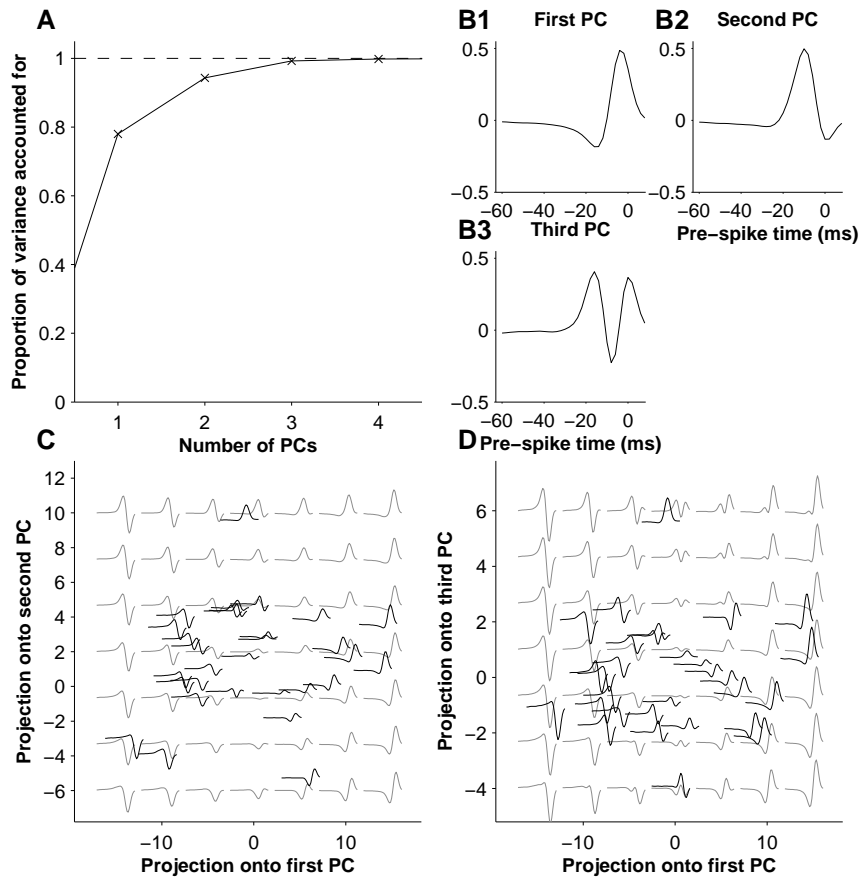 A
Proportion of variance accounted for
1
0.8
0.6
0.4
0.2
0
1 2 3 4
Number of PCs
B1 First PC
0.5
0
−0.5
−60 −40 −20 0
B2 Second PC
0.5
0
−0.5
−60 −40 −20 0
Pre−spike time (ms)
B3 Third PC
0.5
0
−0.5
−60 −40 −20 0
Pre−spike time (ms)
C
Projection onto second PC
12
10
8
6
4
2
0
−2
−4
−6
−10 0 10
Projection onto first PC
D
Projection onto third PC
6
4
2
0
−2
−4
−10 0 10
Projection onto first PC